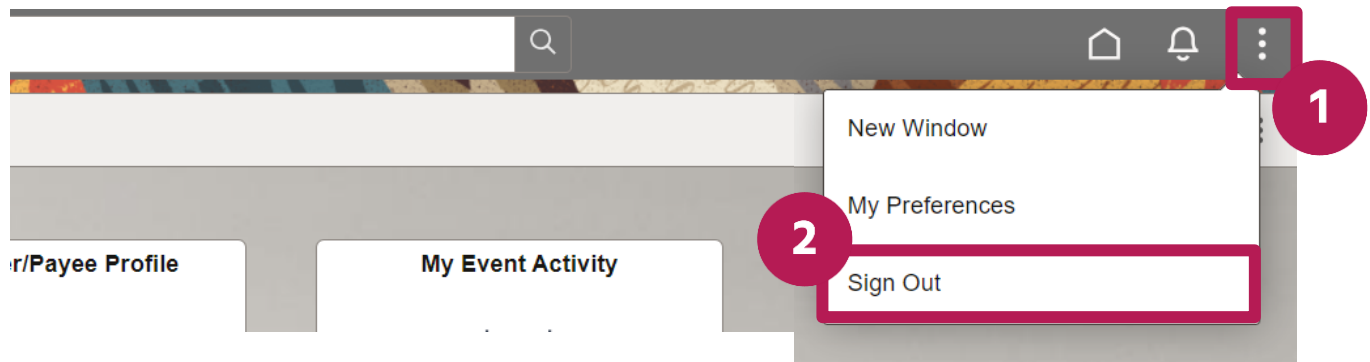 1
New Window
My Preferences
2
r/Payee Profile
My Event Activity
Sign Out